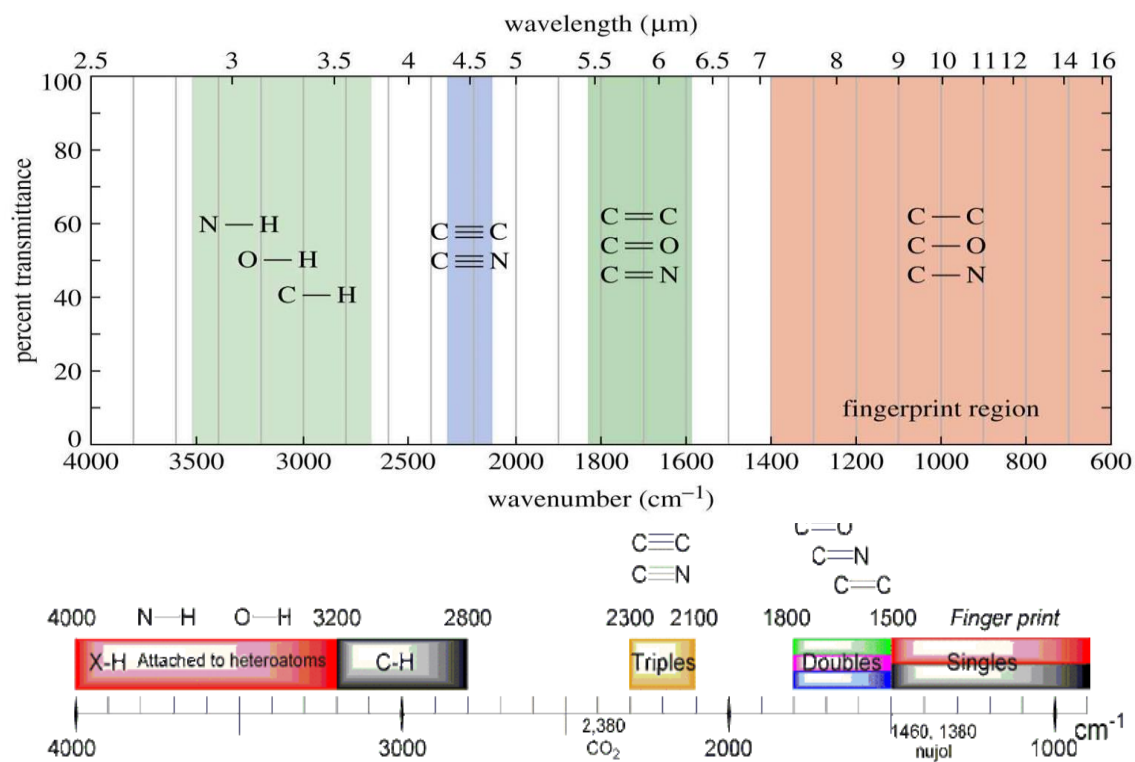 wavelength (μm)
2.5 3 3.5 4 4.5 5 5.5 6 6.5 7 8 9 10 11 12 14 16
percent transmittance
100
80
60
40
20
0
N — H
O — H
C — H
C≡C
C≡N
C=C
C=O
C=N
C — C
C — O
C — N
fingerprint region
4000 3500 3000 2500 2000 1800 1600 1400 1200 1000 800 600
wavenumber (cm⁻¹)
C≡C
C≡N
C=O
C=N
C=C
4000 N—H O—H 3200 2800 2300 2100 1800 1500 Finger print
X-H Attached to heteroatoms C-H Triples Doubles Singles
2,380
CO₂
1460, 1380
nujol
cm⁻¹
4000 3000 2000 1000